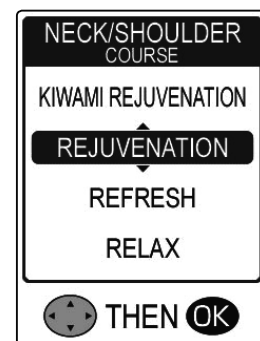 NECK/SHOULDER
COURSE
KIWAMI REJUVENATION
REJUVENATION
REFRESH
RELAX
THEN OK